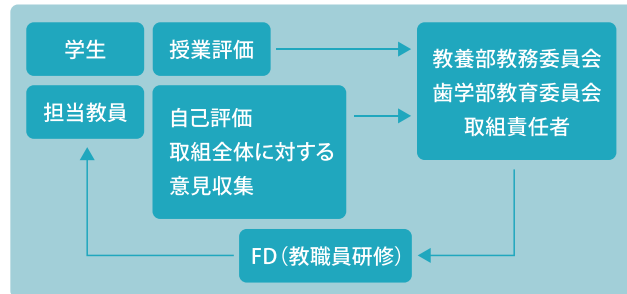 学生
授業評価
担当教員
自己評価
取組全体に対する
意見収集
教養部教務委員会
歯学部教育委員会
取組責任者
FD（教職員研修）